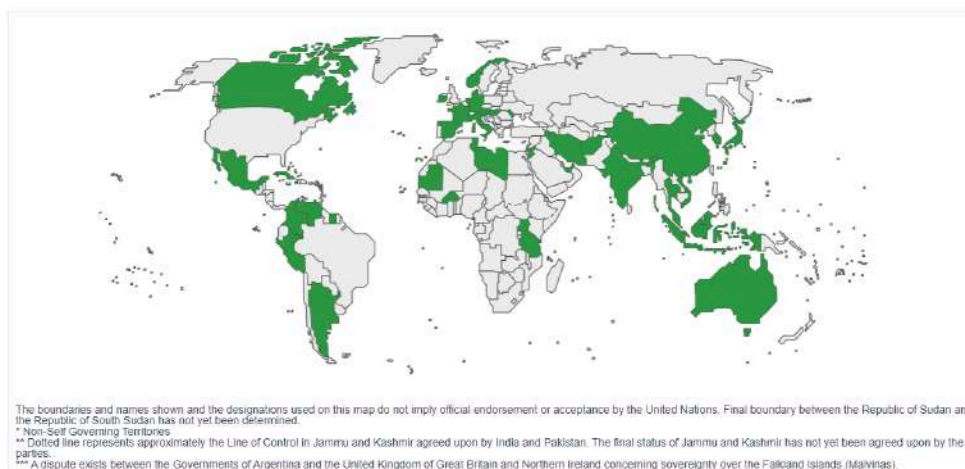 The boundaries and names shown and the designations used on this map do not imply official endorsement or acceptance by the United Nations. Final boundary between the Republic of Sudan an
the Republic of South Sudan has not yet been determined.
* Non-Self Governing Territories
** Dotted line represents approximately the Line of Control in Jammu and Kashmir agreed upon by India and Pakistan. The final status of Jammu and Kashmir has not yet been agreed upon by the
parties.
*** A dispute exists between the Governments of Argentina and the United Kingdom of Great Britain and Northern Ireland concerning sovereignty over the Falkland Islands (Malvinas).